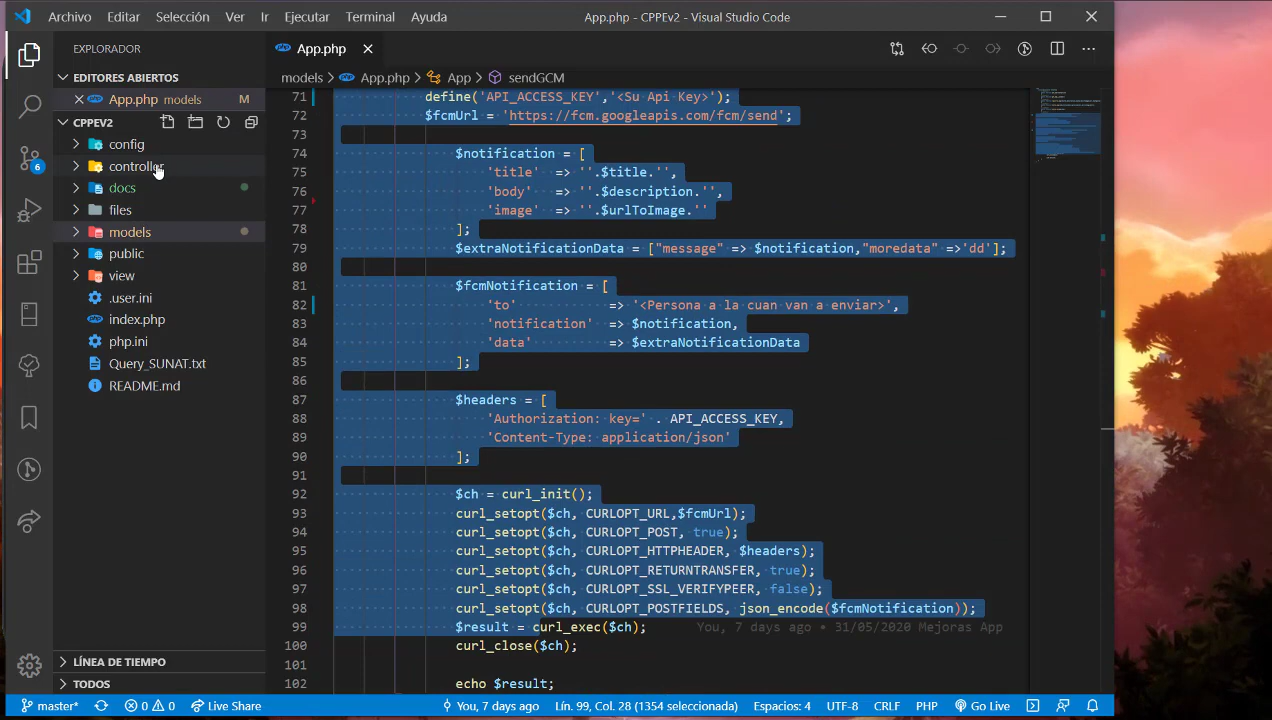 Archivo Editar Selección Ver Ir Ejecutar Terminal Ayuda App.php - CPPEv2 - Visual Studio Code
EXPLORADOR
EDITORES ABIERTOS
App.php models M
CPPEV2
config
controller
docs
files
models
public
view
.user.ini
index.php
php.ini
Query_SUNAT.txt
README.md
LÍNEA DE TIEMPO
TODOS
6
App.php
models > App.php > App > sendGCM
71 define('API_ACCESS_KEY','<Su Api Key>');
72 $fcmUrl = 'https://fcm.googleapis.com/fcm/send';
73
74 $notification = [
75 'title' => ''.$title.'',
76 'body' => ''.$description.'',
77 'image' => ''.$urlToImage.''
78 ];
79 $extraNotificationData = ["message" => $notification,"moredata" =>'dd'];
80
81 $fcmNotification = [
82 'to' => '<Persona a la cuan van a enviar>',
83 'notification' => $notification,
84 'data' => $extraNotificationData
85 ];
86
87 $headers = [
88 'Authorization: key=' . API_ACCESS_KEY,
89 'Content-Type: application/json'
90 ];
91
92 $ch = curl_init();
93 curl_setopt($ch, CURLOPT_URL,$fcmUrl);
94 curl_setopt($ch, CURLOPT_POST, true);
95 curl_setopt($ch, CURLOPT_HTTPHEADER, $headers);
96 curl_setopt($ch, CURLOPT_RETURNTRANSFER, true);
97 curl_setopt($ch, CURLOPT_SSL_VERIFYPEER, false);
98 curl_setopt($ch, CURLOPT_POSTFIELDS, json_encode($fcmNotification));
99 $result = curl_exec($ch); You, 7 days ago • 31/05/2020 Mejoras App
100 curl_close($ch);
101
102 echo $result;
master* 0 0 Live Share You, 7 days ago Lín. 99, Col. 28 (1354 seleccionada) Espacios: 4 UTF-8 CRLF PHP Go Live